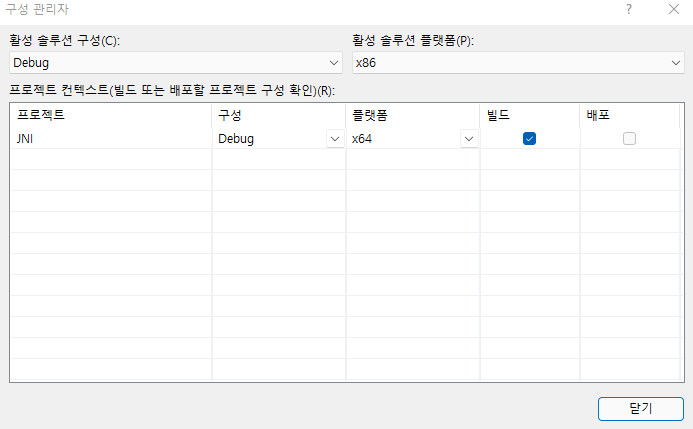 구성 관리자
활성 솔루션 구성(C): 활성 솔루션 플랫폼(P):
Debug x86
프로젝트 컨텍스트(빌드 또는 배포할 프로젝트 구성 확인)(R):
프로젝트 구성 플랫폼 빌드 배포
JNI Debug x64
닫기